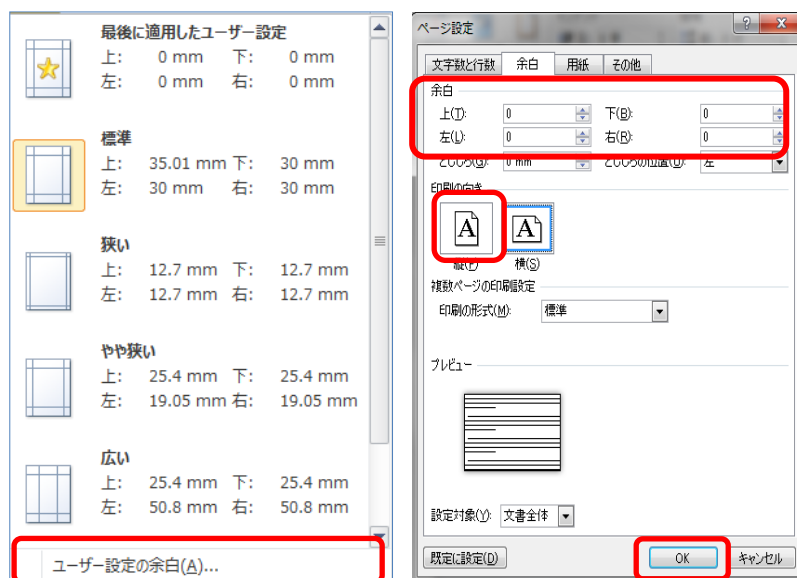 最後に適用したユーザー設定
上: 0 mm 下: 0 mm
左: 0 mm 右: 0 mm
標準
上: 35.01 mm 下: 30 mm
左: 30 mm 右: 30 mm
狭い
上: 12.7 mm 下: 12.7 mm
左: 12.7 mm 右: 12.7 mm
やや狭い
上: 25.4 mm 下: 25.4 mm
左: 19.05 mm 右: 19.05 mm
広い
上: 25.4 mm 下: 25.4 mm
左: 50.8 mm 右: 50.8 mm
ユーザー設定の余白(A)...
ページ設定
文字数と行数 余白 用紙 その他
余白
上(T): 0 下(B): 0
左(L): 0 右(R): 0
とじしろ(G): 0 mm とじしろの位置(U): 左
印刷の向き
A A
縦(P) 横(S)
複数ページの印刷設定
印刷の形式(M): 標準
プレビュー
設定対象(Y): 文書全体
既定に設定(D) OK キャンセル